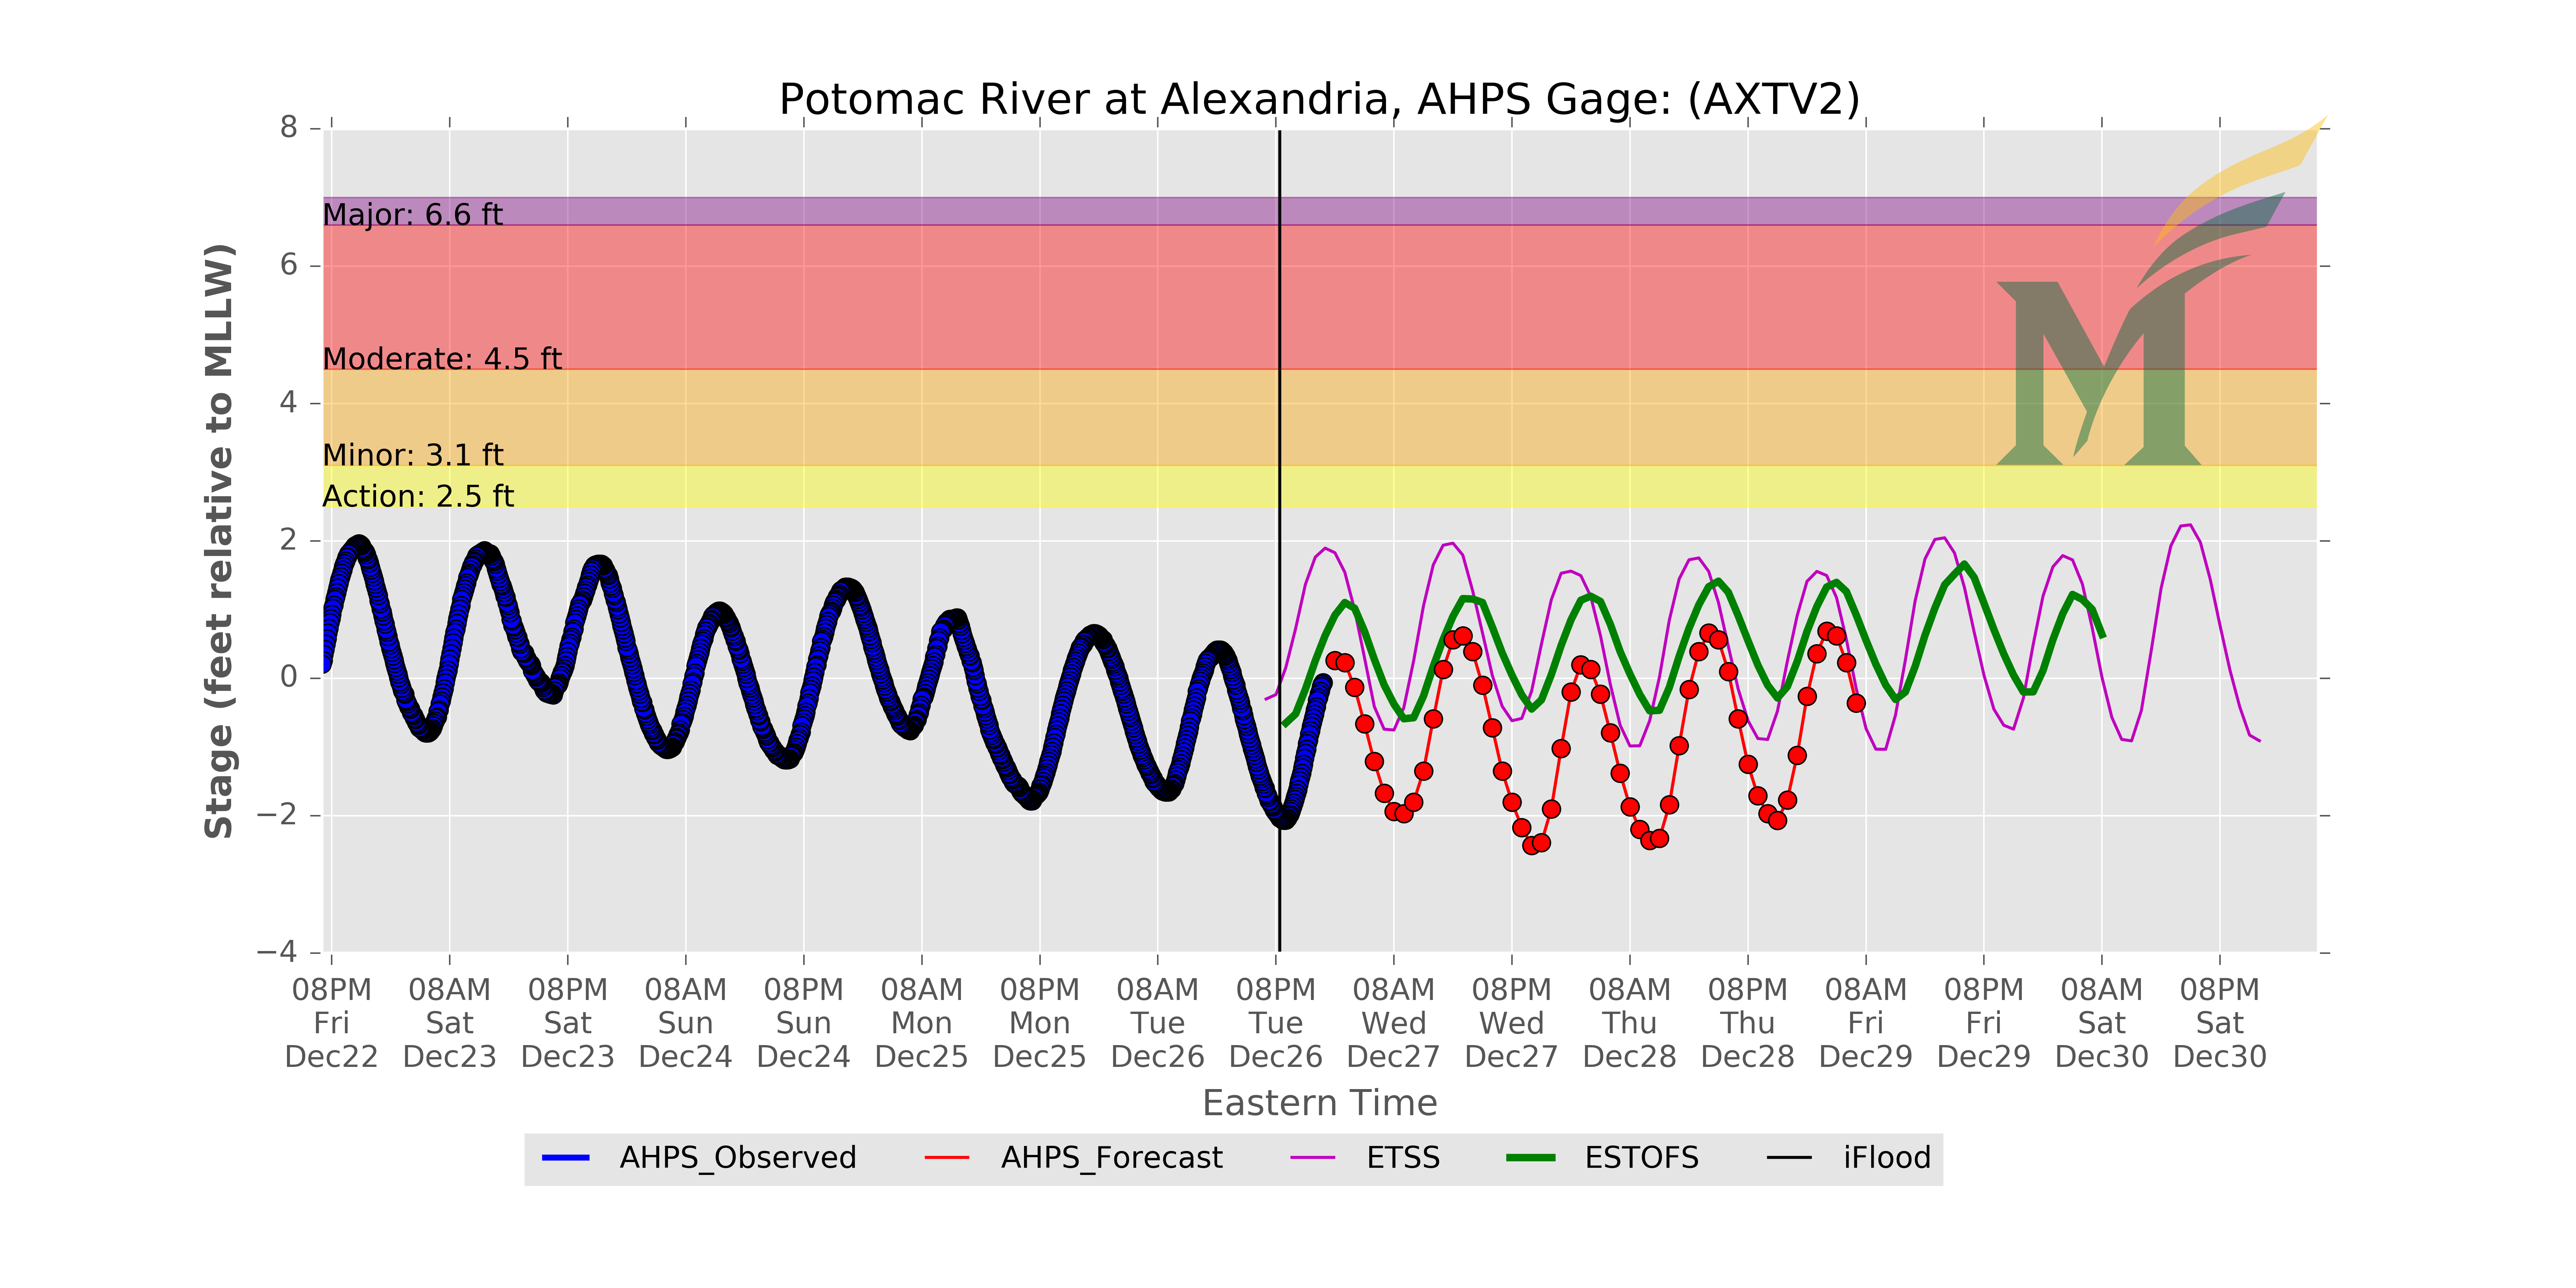 Potomac River at Alexandria, AHPS Gage: (AXTV2)
Stage (feet relative to MLLW)
8
6
4
2
0
−2
−4
Major: 6.6 ft
Moderate: 4.5 ft
Minor: 3.1 ft
Action: 2.5 ft
M
08PM 08AM 08PM 08AM 08PM 08AM 08PM 08AM 08PM 08AM 08PM 08AM 08PM 08AM 08PM 08AM 08PM
Fri Sat Sat Sun Sun Mon Mon Tue Tue Wed Wed Thu Thu Fri Fri Sat Sat
Dec22 Dec23 Dec23 Dec24 Dec24 Dec25 Dec25 Dec26 Dec26 Dec27 Dec27 Dec28 Dec28 Dec29 Dec29 Dec30 Dec30
Eastern Time
AHPS_Observed AHPS_Forecast ETSS ESTOFS iFlood